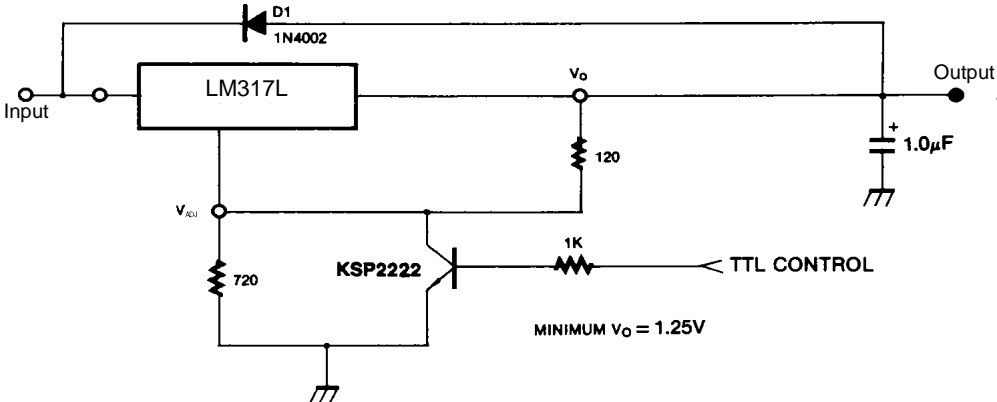 D1
1N4002
LM317L
Vo
Output
Input
+
1.0µF
120
VADJ
1K
KSP2222
TTL CONTROL
720
MINIMUM VO = 1.25V